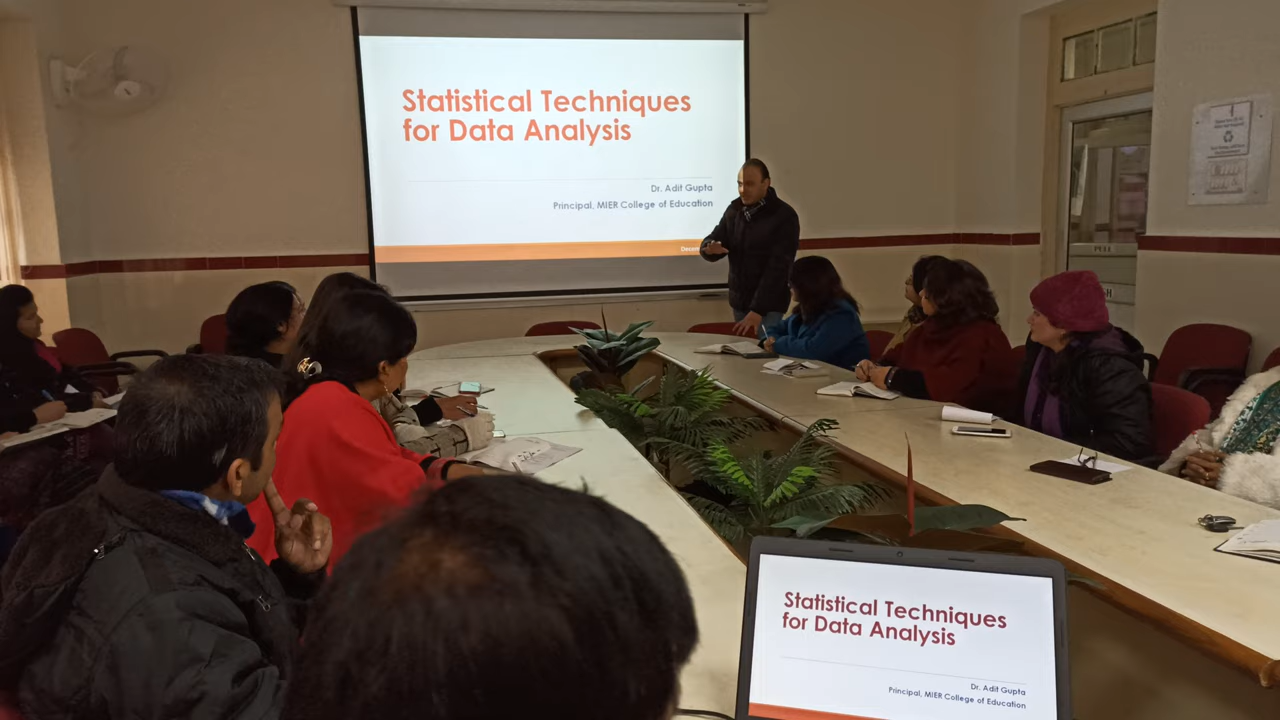 Statistical Techniques
for Data Analysis
Dr. Adit Gupta
Principal, MIER College of Education
Statistical Techniques
for Data Analysis
Dr. Adit Gupta
Principal, MIER College of Education